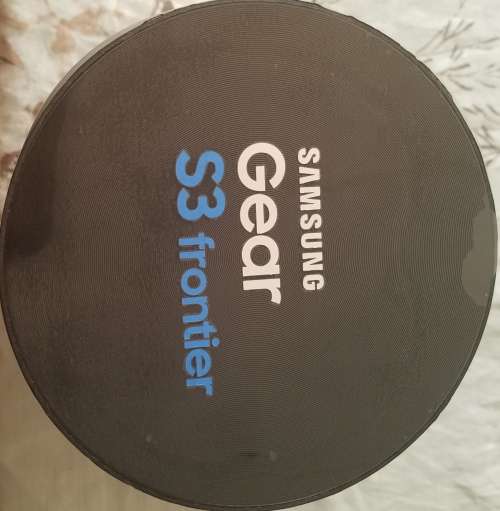 SAMSUNG
Gear
S3 frontier